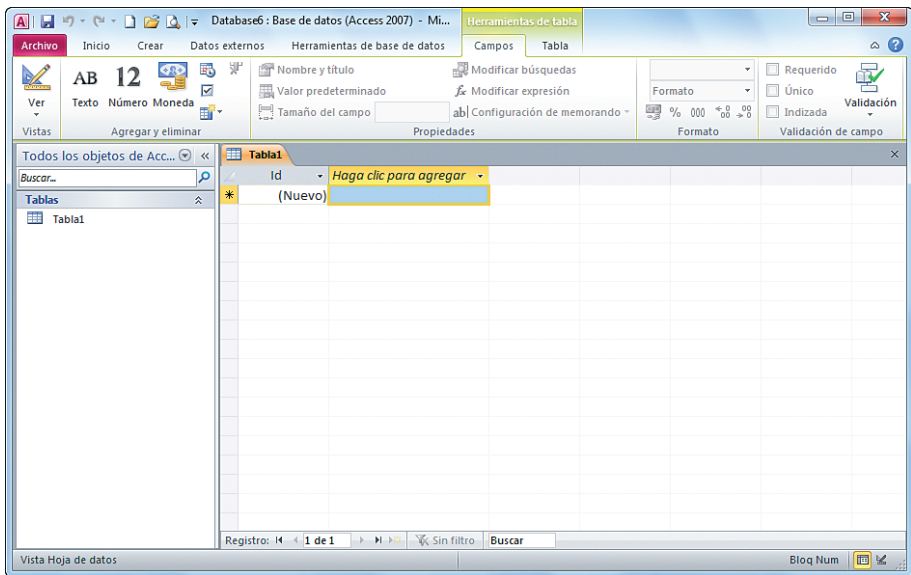 Database6 : Base de datos (Access 2007) - Mi...
Herramientas de tabla
Archivo Inicio Crear Datos externos Herramientas de base de datos Campos Tabla
Ver
Vistas
AB Texto
12 Número
Moneda
Agregar y eliminar
Nombre y título
Valor predeterminado
Tamaño del campo
Modificar búsquedas
fx Modificar expresión
ab Configuración de memorando
Propiedades
Formato
% 000
Formato
Requerido
Único
Indizada
Validación
Validación de campo
Todos los objetos de Acc...
Buscar...
Tablas
Tabla1
Tabla1
Id Haga clic para agregar
(Nuevo)
Registro: 1 de 1 Sin filtro Buscar
Vista Hoja de datos Bloq Num